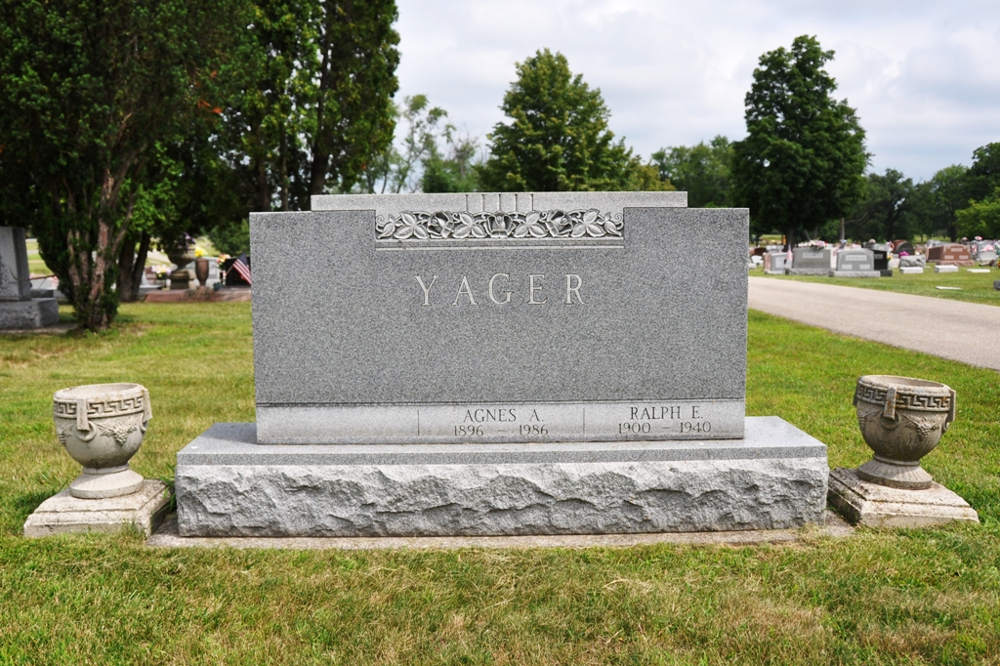 YAGER
AGNES A. RALPH E.
1896 - 1986 1900 - 1940